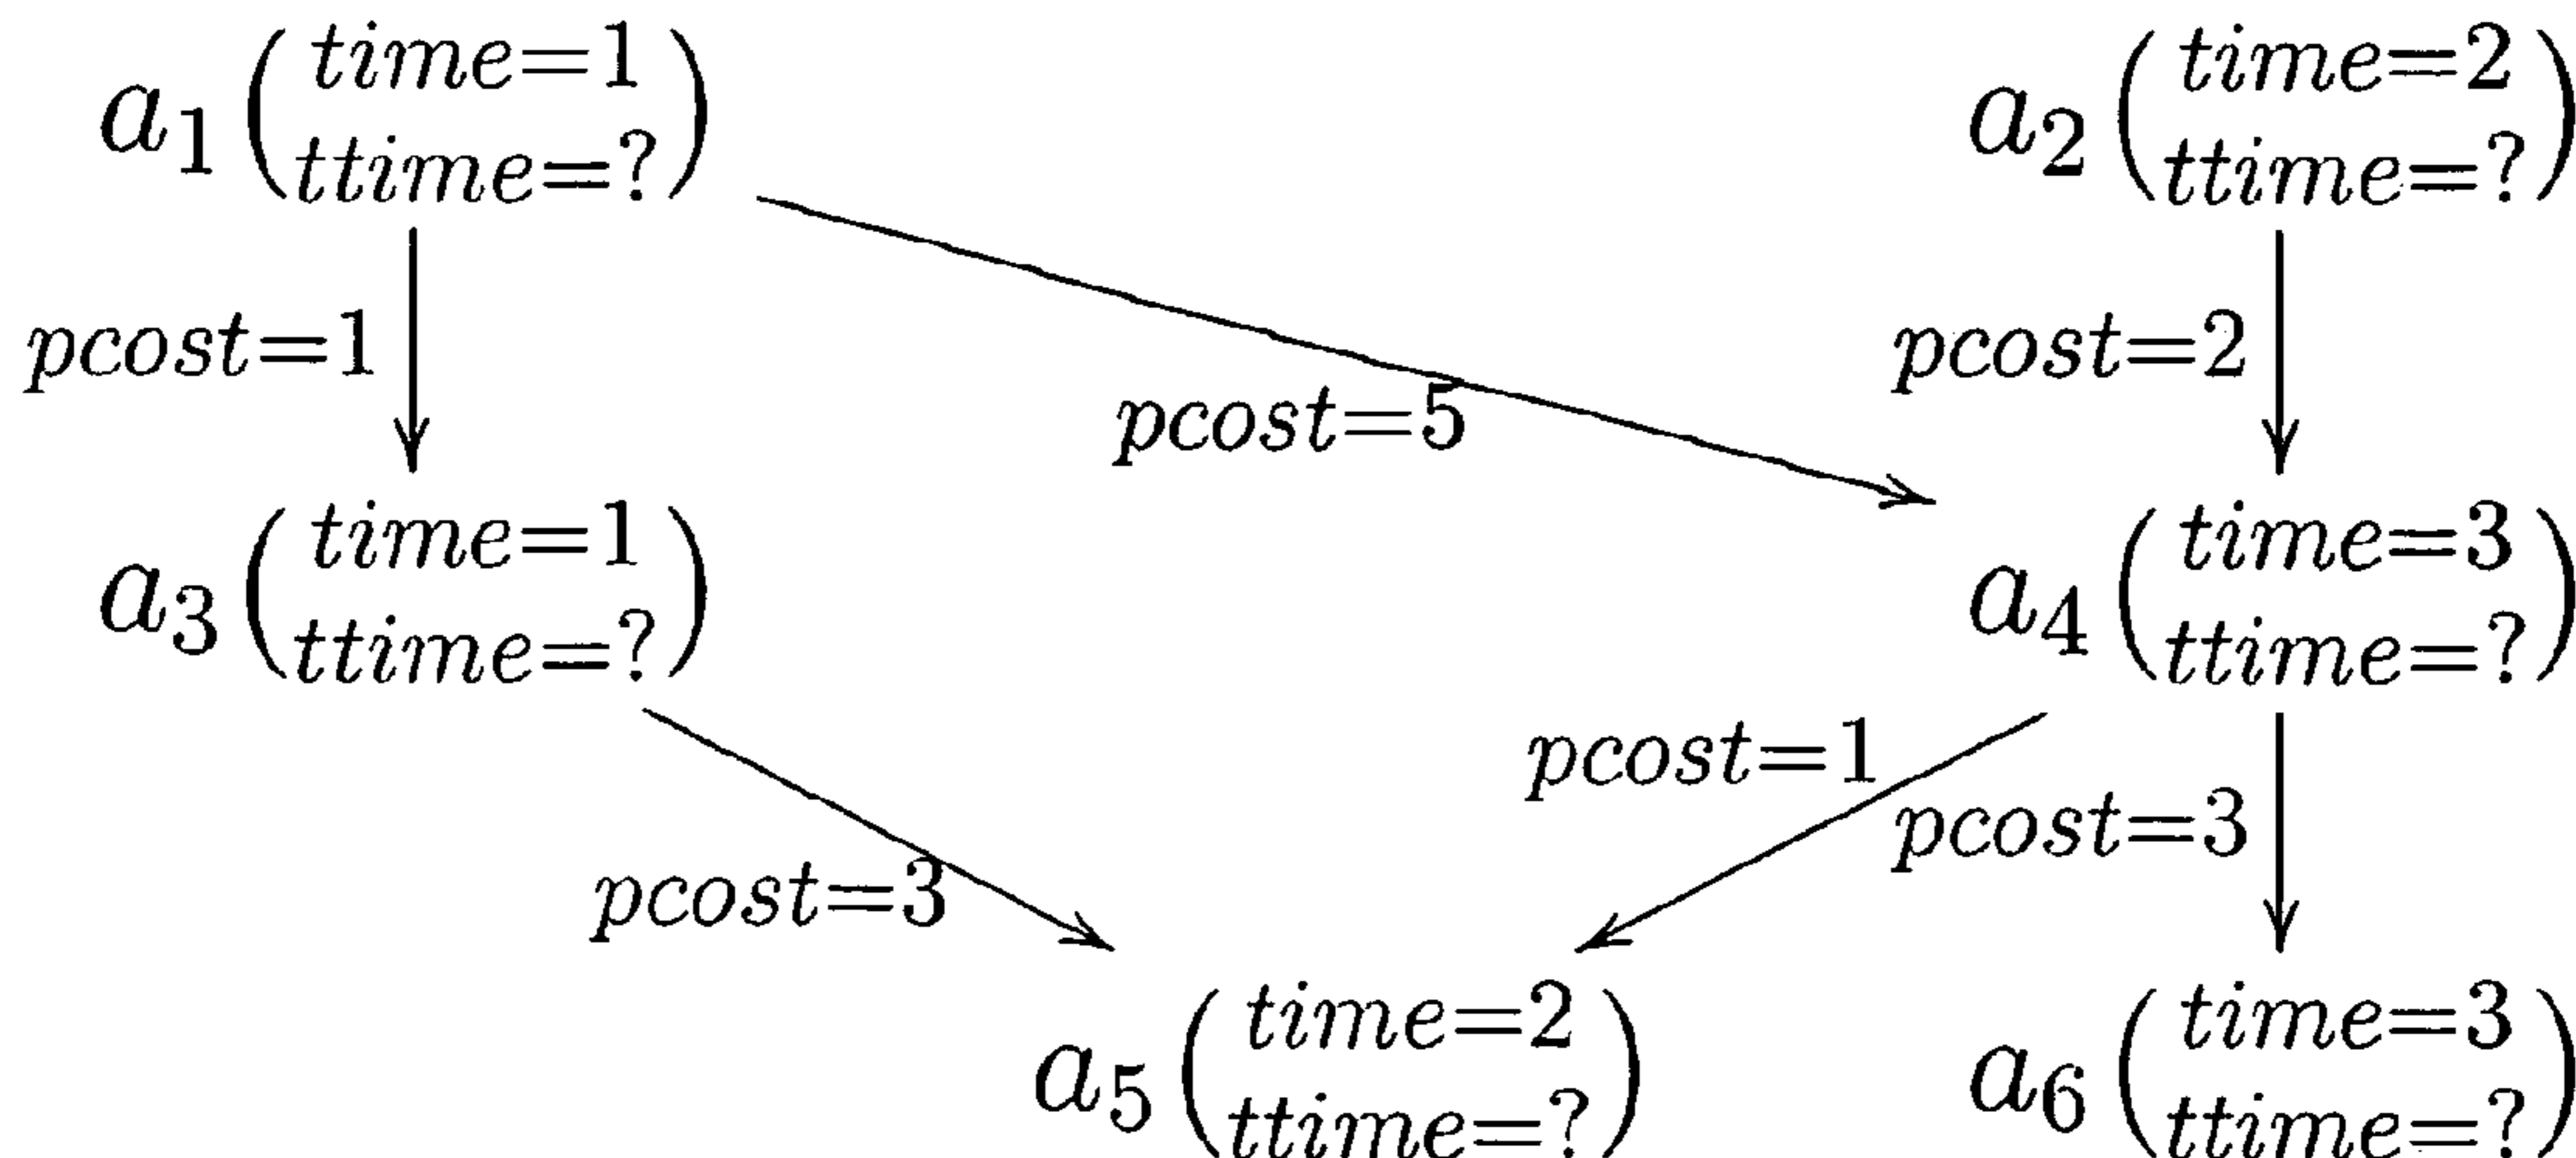 a1 (time=1 ttime=?)
a2 (time=2 ttime=?)
pcost=1
pcost=5
pcost=2
a3 (time=1 ttime=?)
a4 (time=3 ttime=?)
pcost=1
pcost=3
pcost=3
a5 (time=2 ttime=?)
a6 (time=3 ttime=?)